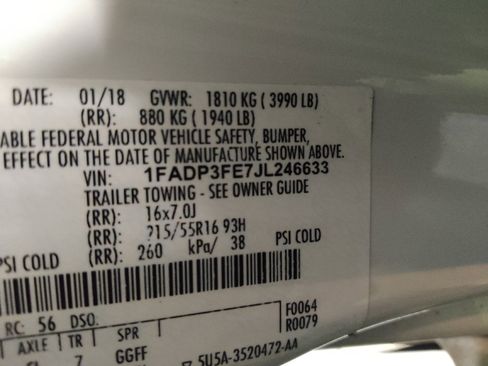 DATE: 01/18 GVWR: 1810 KG ( 3990 LB)
(RR): 880 KG ( 1940 LB)
ABLE FEDERAL MOTOR VEHICLE SAFETY, BUMPER,
EFFECT ON THE DATE OF MANUFACTURE SHOWN ABOVE.
VIN: 1FADP3FE7JL246633
TRAILER TOWING - SEE OWNER GUIDE
(RR): 16x7.0J
(RR): 215/55R16 93H
PSI COLD (RR): 260 kPa/ 38 PSI COLD
F0064
RC: 56 DSO: R0079
AXLE TR SPR
7 GGFF
5U5A-3520472-AA